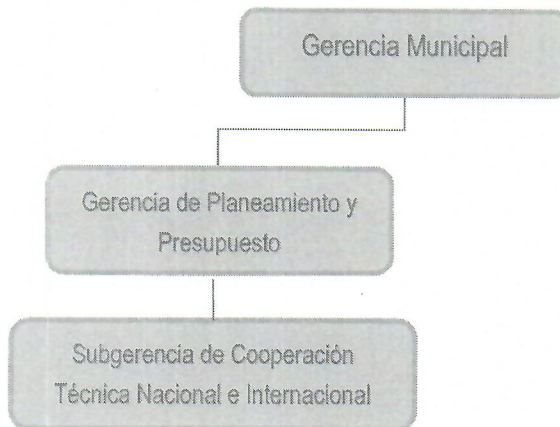 Gerencia Municipal
Gerencia de Planeamiento y
Presupuesto
Subgerencia de Cooperación
Técnica Nacional e Internacional